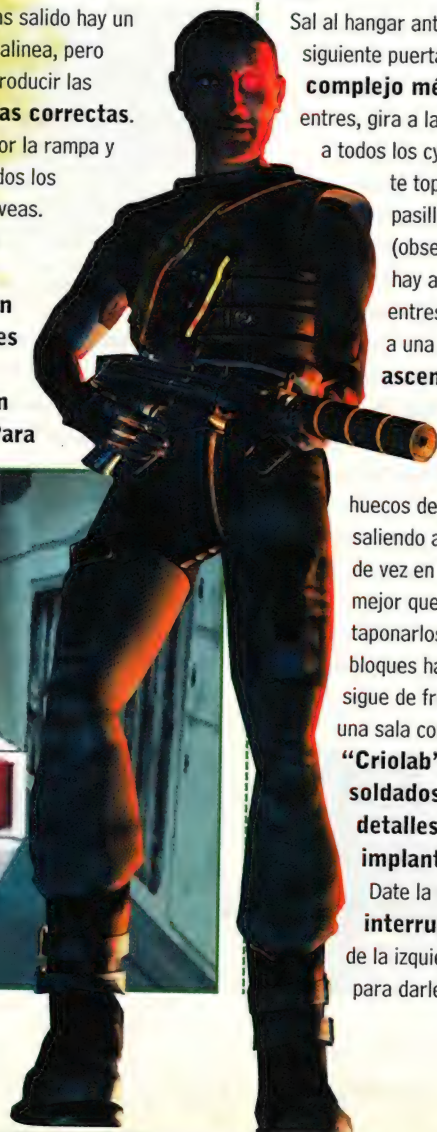 as salido hay un
alinea, pero
roducir las
as correctas.
or la rampa y
dos los
veas.
n
es
n
Para
Sal al hangar ant
siguiente puerta
complejo mé
entres, gira a la
a todos los cy
te top
pasill
(obse
hay a
entres
a una
ascen
huecos de
saliendo a
de vez en
mejor que
taponarlos
bloques ha
sigue de fr
una sala co
"Criolab"
soldados
detalles
implant
Date la
interru
de la izquie
para darle